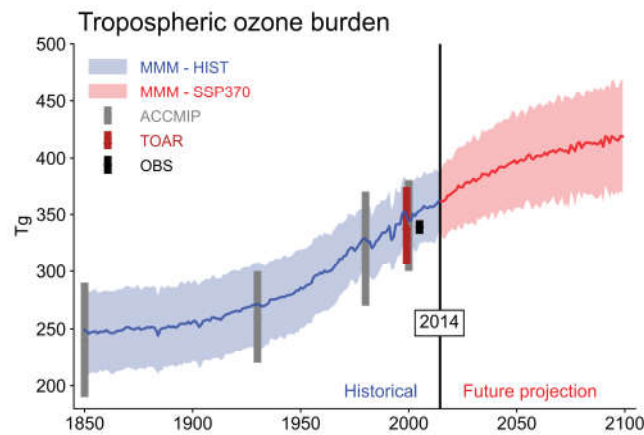 Tropospheric ozone burden
500
450
400
350
300
250
200
Tg
MMM - HIST
MMM - SSP370
ACCMIP
TOAR
OBS
2014
Historical
Future projection
1850
1900
1950
2000
2050
2100